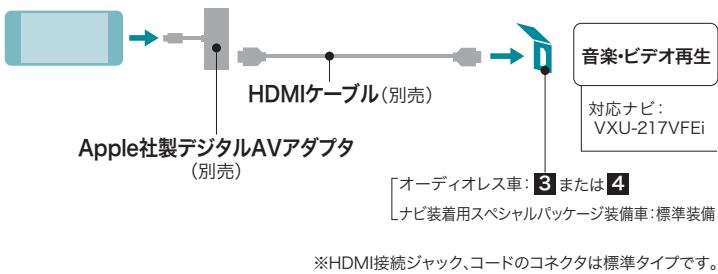 音楽・ビデオ再生
HDMIケーブル（別売）
対応ナビ：
VXU-217VFEi
Apple社製デジタルAVアダプタ
（別売）
オーディオレス車：3または4
ナビ装着用スペシャルパッケージ装備車：標準装備
※HDMI接続ジャック、コードのコネクタは標準タイプです。